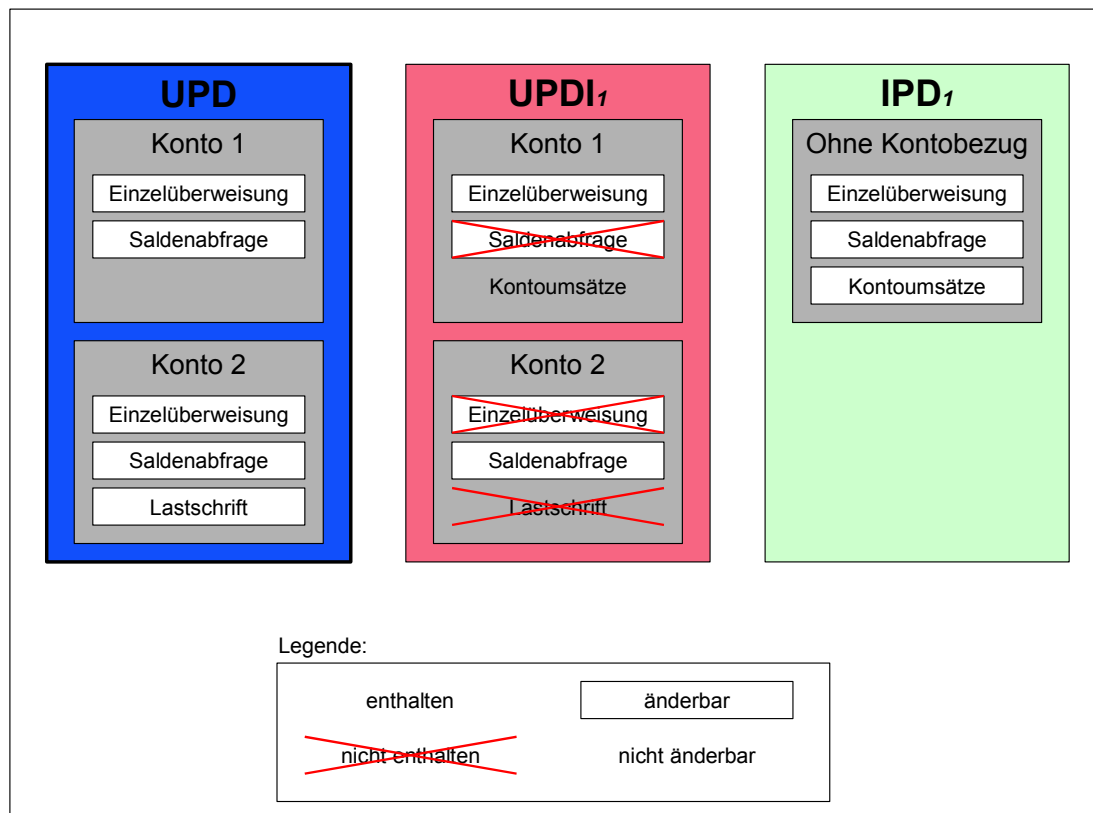 UPD
Konto 1
Einzelüberweisung
Saldenabfrage
Konto 2
Einzelüberweisung
Saldenabfrage
Lastschrift
UPDI1
Konto 1
Einzelüberweisung
Saldenabfrage
Kontoumsätze
Konto 2
Einzelüberweisung
Saldenabfrage
Lastschrift
IPD1
Ohne Kontobezug
Einzelüberweisung
Saldenabfrage
Kontoumsätze
Legende:
enthalten
änderbar
nicht enthalten
nicht änderbar